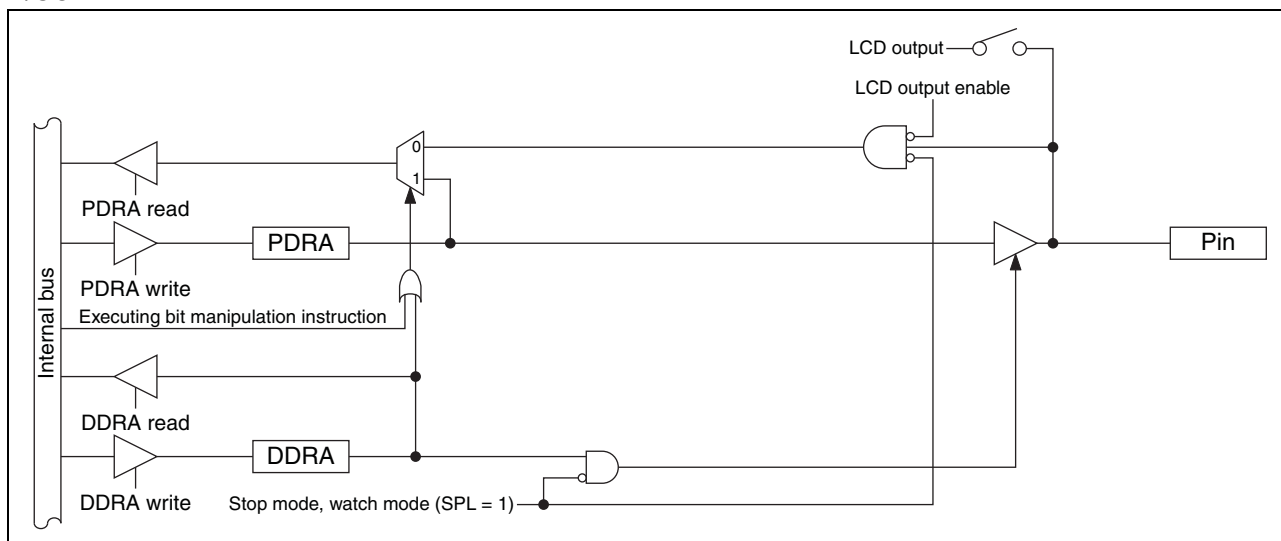 LCD output
LCD output enable
0
1
PDRA read
PDRA
Pin
PDRA write
Executing bit manipulation instruction
Internal bus
DDRA read
DDRA
DDRA write
Stop mode, watch mode (SPL = 1)